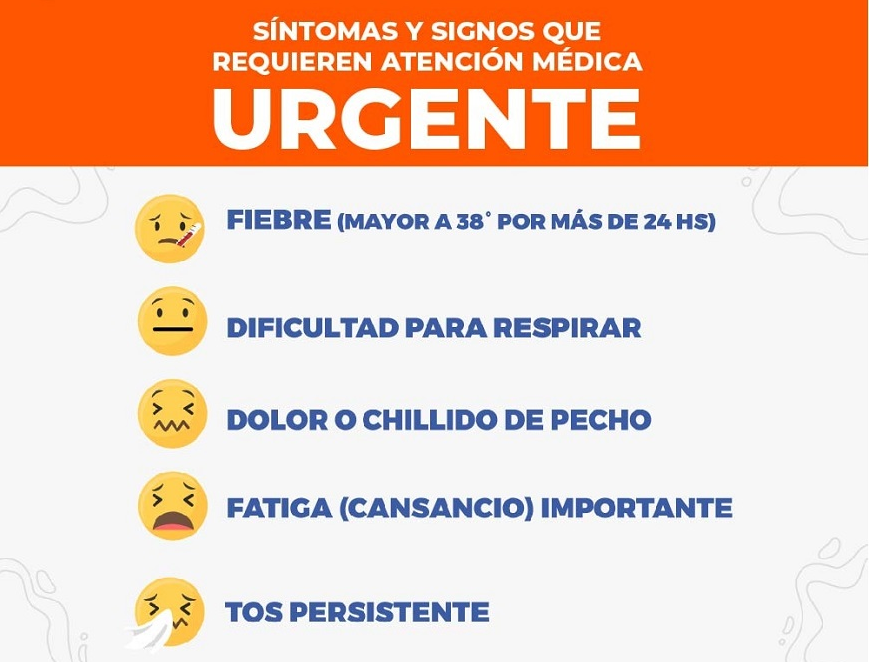 SÍNTOMAS Y SIGNOS QUE
REQUIEREN ATENCIÓN MÉDICA
URGENTE
FIEBRE (MAYOR A 38° POR MÁS DE 24 HS)
DIFICULTAD PARA RESPIRAR
DOLOR O CHILLIDO DE PECHO
FATIGA (CANSANCIO) IMPORTANTE
TOS PERSISTENTE